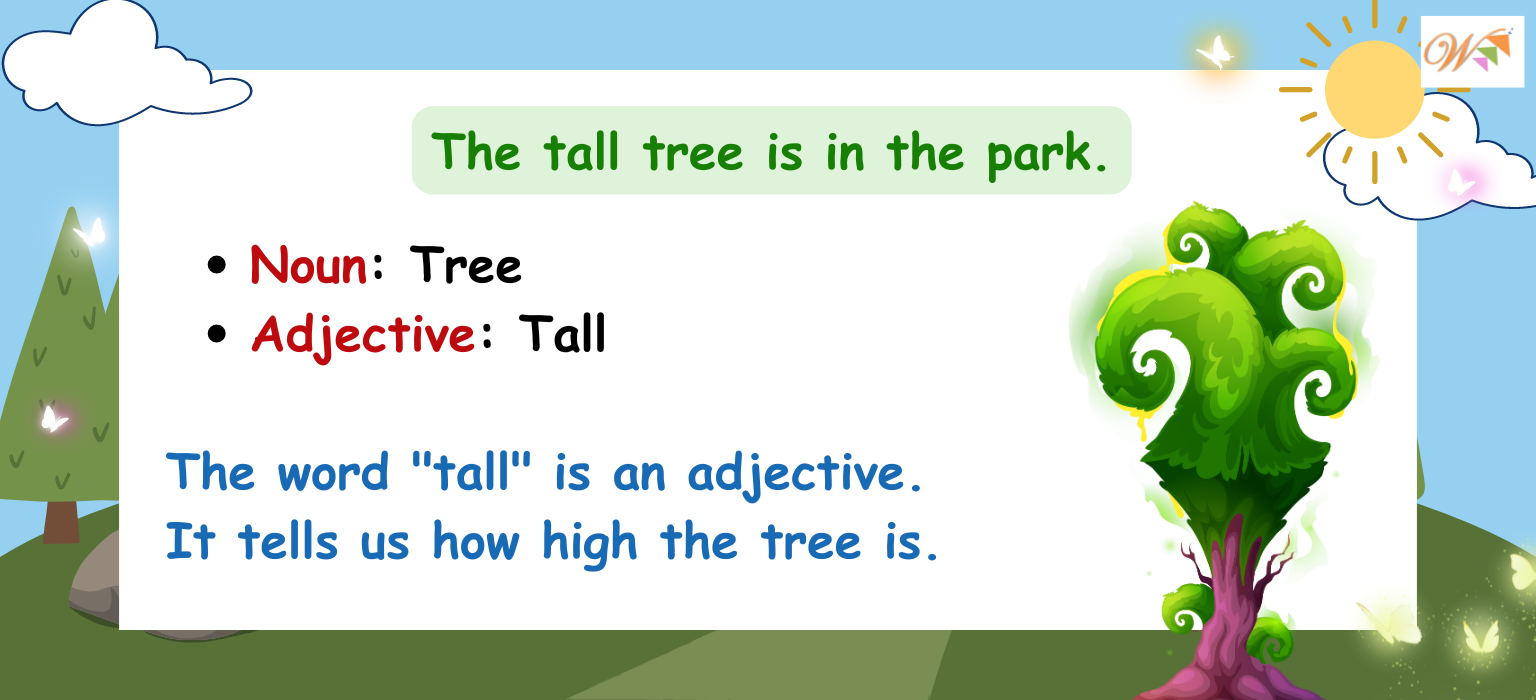 The tall tree is in the park.
• Noun: Tree
• Adjective: Tall
The word "tall" is an adjective.
It tells us how high the tree is.
W